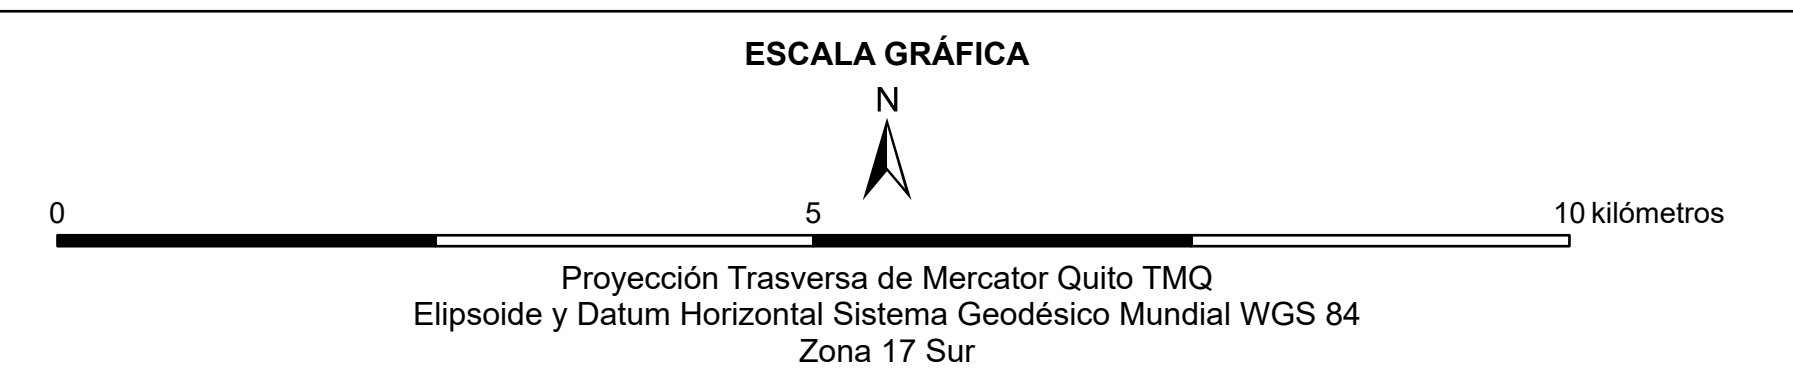 ESCALA GRÁFICA
N
0 5 10 kilómetros
Proyección Trasversa de Mercator Quito TMQ
Elipsoide y Datum Horizontal Sistema Geodésico Mundial WGS 84
Zona 17 Sur